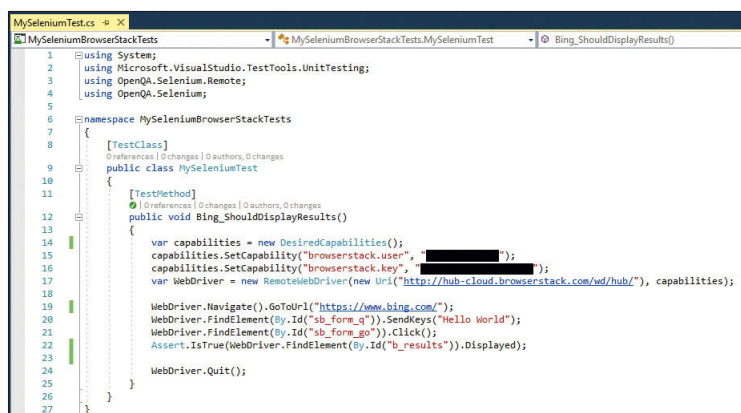 MySeleniumTest.cs
MySeleniumBrowserStackTests MySeleniumBrowserStackTests.MySeleniumTest Bing_ShouldDisplayResults()
1 using System;
2 using Microsoft.VisualStudio.TestTools.UnitTesting;
3 using OpenQA.Selenium.Remote;
4 using OpenQA.Selenium;
5
6 namespace MySeleniumBrowserStackTests
7 {
8 [TestClass]
0 references | 0 changes | 0 authors, 0 changes
9 public class MySeleniumTest
10 {
11 [TestMethod]
0 references | 0 changes | 0 authors, 0 changes
12 public void Bing_ShouldDisplayResults()
13 {
14 var capabilities = new DesiredCapabilities();
15 capabilities.SetCapability("browserstack.user", "");
16 capabilities.SetCapability("browserstack.key", "");
17 var WebDriver = new RemoteWebDriver(new Uri("http://hub-cloud.browserstack.com/wd/hub/"), capabilities);
18
19 WebDriver.Navigate().GoToUrl("https://www.bing.com/");
20 WebDriver.FindElement(By.Id("sb_form_q")).SendKeys("Hello World");
21 WebDriver.FindElement(By.Id("sb_form_go")).Click();
22 Assert.IsTrue(WebDriver.FindElement(By.Id("b_results")).Displayed);
23
24 WebDriver.Quit();
25 }
26 }
27 }